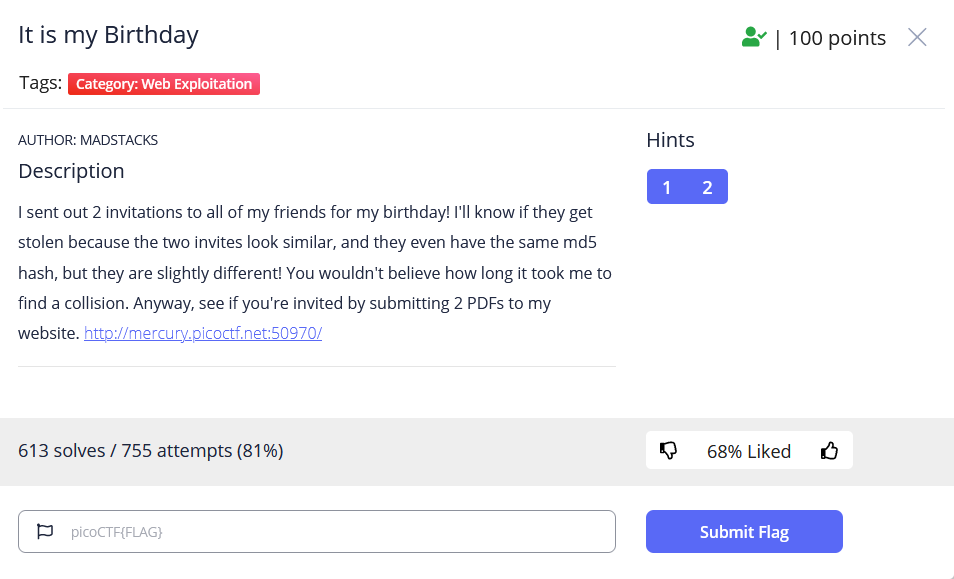 It is my Birthday
| 100 points
Tags: Category: Web Exploitation
AUTHOR: MADSTACKS
Description
I sent out 2 invitations to all of my friends for my birthday! I'll know if they get
stolen because the two invites look similar, and they even have the same md5
hash, but they are slightly different! You wouldn't believe how long it took me to
find a collision. Anyway, see if you're invited by submitting 2 PDFs to my
website. http://mercury.picoctf.net:50970/
Hints
1 2
613 solves / 755 attempts (81%)
68% Liked
picoCTF{FLAG}
Submit Flag